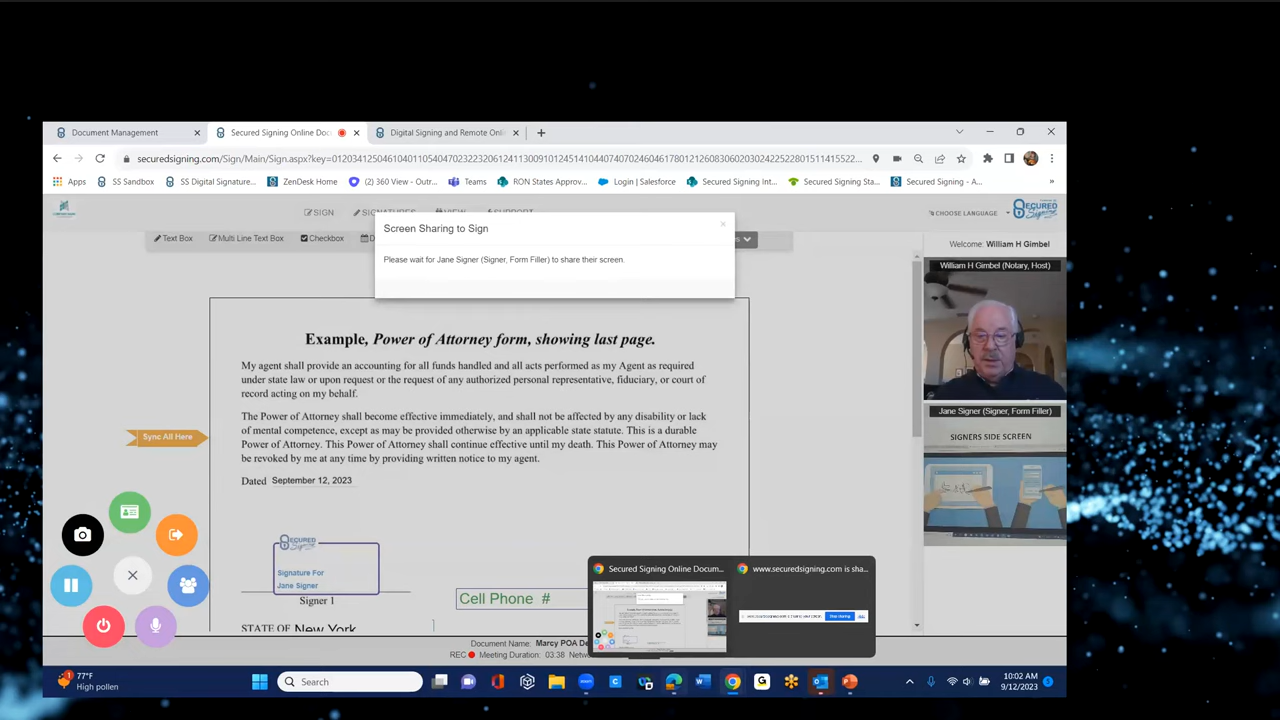 Document Management
Secured Signing Online Doc
Digital Signing and Remote Onli
securedsigning.com/Sign/Main/Sign.aspx?key=
Apps
SS Sandbox
SS Digital Signature...
ZenDesk Home
(2) 360 View - Outr...
Teams
RON States Approv...
Login | Salesforce
Secured Signing Int...
Secured Signing Sta...
Secured Signing - A...
SIGN
SIGNATURES
VIEW
SUPPORT
CHOOSE LANGUAGE
SECURED
Signing
Text Box
Multi Line Text Box
Checkbox
Welcome: William H Gimbel
Screen Sharing to Sign
Please wait for Jane Signer (Signer, Form Filler) to share their screen.
William H Gimbel (Notary, Host)
Jane Signer (Signer, Form Filler)
SIGNERS SIDE SCREEN
Example, Power of Attorney form, showing last page.
My agent shall provide an accounting for all funds handled and all acts performed as my Agent as required
under state law or upon request or the request of any authorized personal representative, fiduciary, or court of
record acting on my behalf.
The Power of Attorney shall become effective immediately, and shall not be affected by any disability or lack
of mental competence, except as may be provided otherwise by an applicable state statute. This is a durable
Power of Attorney. This Power of Attorney shall continue effective until my death. This Power of Attorney may
be revoked by me at any time by providing written notice to my agent.
Sync All Here
Dated September 12, 2023
SECURED
Signing
Signature For
Jane Signer
Signer 1
Cell Phone #
STATE OF New York
Secured Signing Online Docum...
www.securedsigning.com is sha...
Stop sharing
Document Name: Marcy POA De
REC Meeting Duration: 03.38 Netw
77°F
High pollen
Search
10:02 AM
9/12/2023